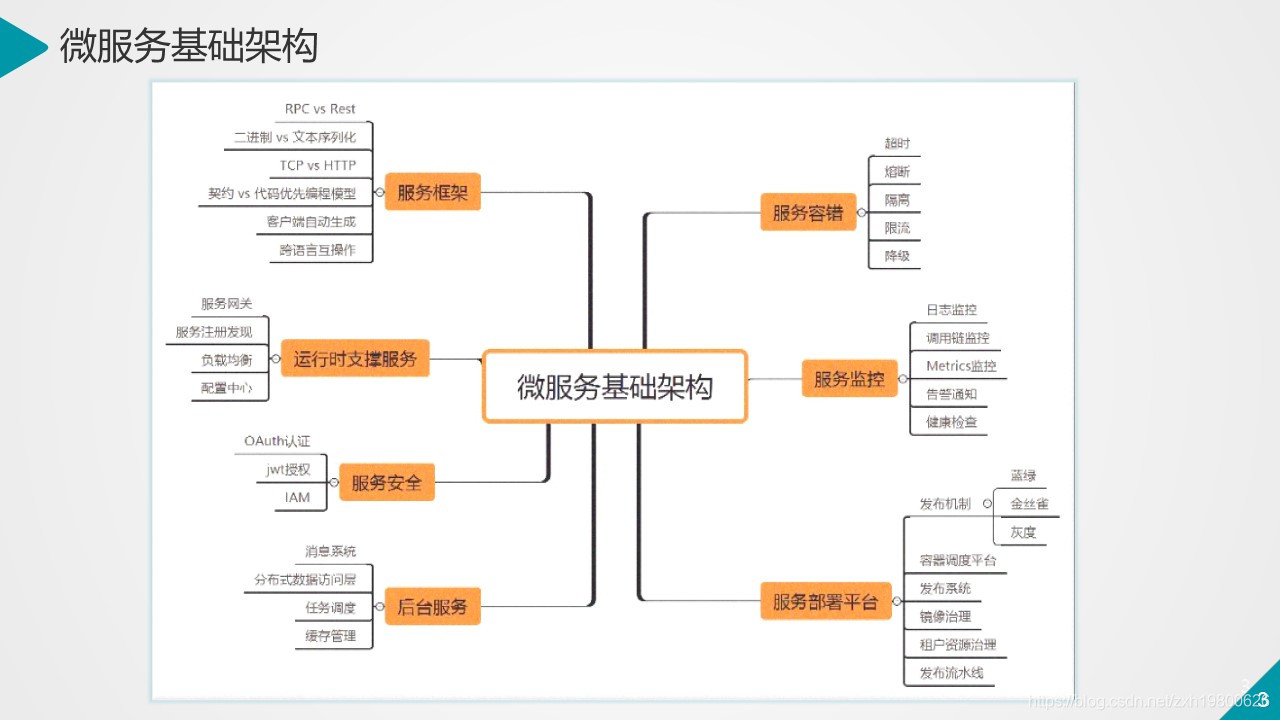 微服务基础架构
RPC vs Rest
二进制 vs 文本序列化
TCP vs HTTP
契约 vs 代码优先编程模型
客户端自动生成
跨语言互操作
服务框架
服务网关
服务注册发现
负载均衡
配置中心
运行时支撑服务
OAuth认证
jwt授权
IAM
服务安全
消息系统
分布式数据访问层
任务调度
缓存管理
后台服务
微服务基础架构
服务容错
超时
熔断
隔离
限流
降级
服务监控
日志监控
调用链监控
Metrics监控
告警通知
健康检查
服务部署平台
发布机制
蓝绿
金丝雀
灰度
容器调度平台
发布系统
镜像治理
租户资源治理
发布流水线
3